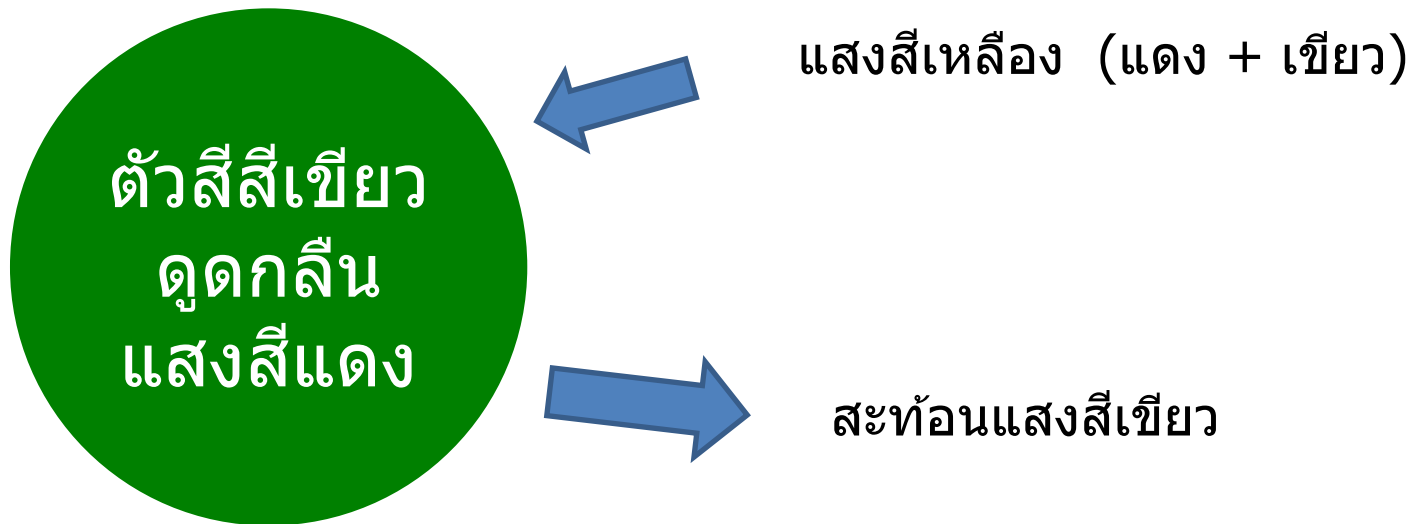 แสงสีเหลือง (แดง + เขียว)
ตัวสีสีเขียว
ดูดกลืน
แสงสีแดง
สะท้อนแสงสีเขียว